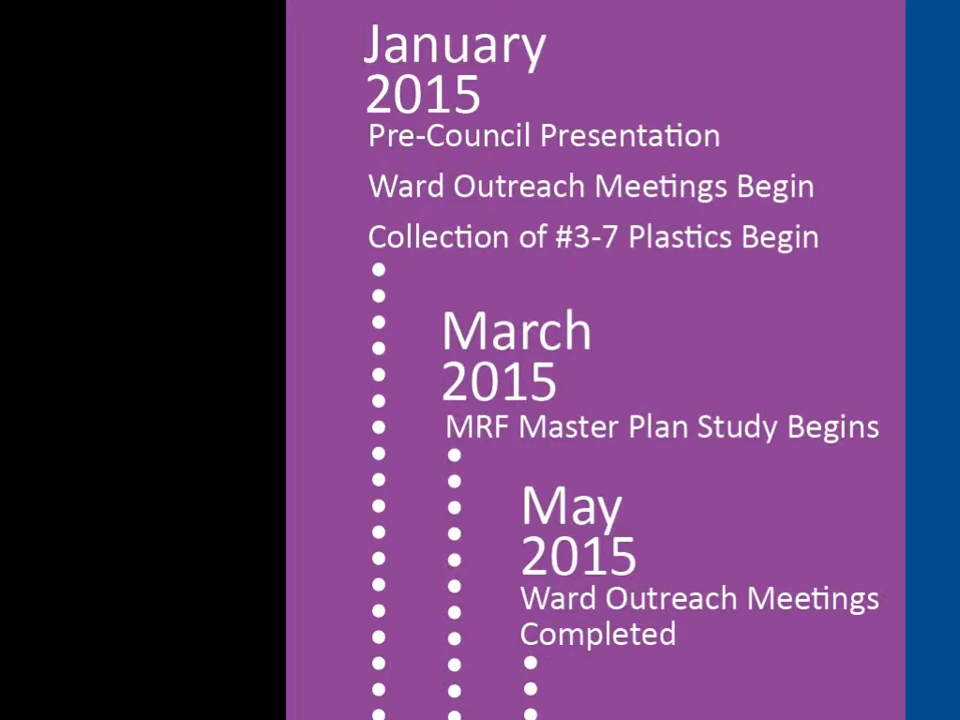 January
2015
Pre-Council Presentation
Ward Outreach Meetings Begin
Collection of #3-7 Plastics Begin
March
2015
MRF Master Plan Study Begins
May
2015
Ward Outreach Meetings
Completed